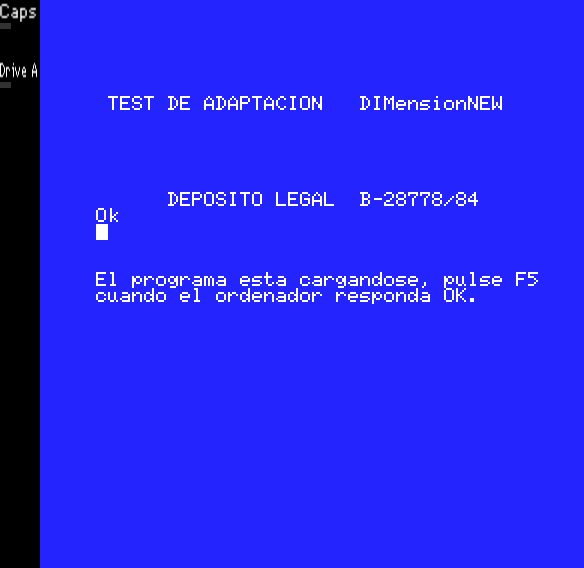 Caps
Drive A
TEST DE ADAPTACION DIMensionNEW
DEPOSITO LEGAL B-28778/84
Ok
El programa esta cargandose, pulse F5
cuando el ordenador responda OK.